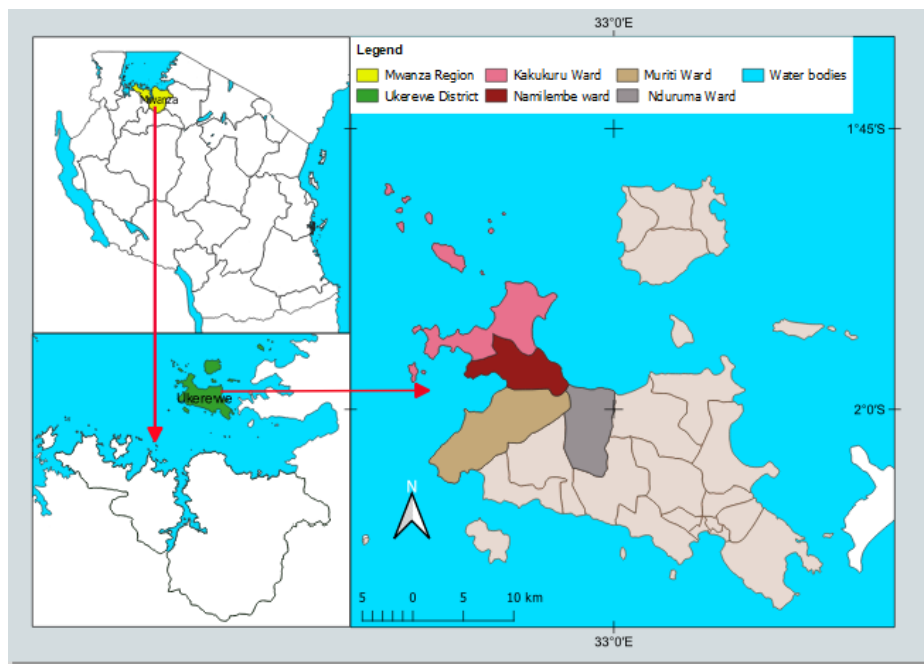 33°0'E
Legend
Mwanza Region
Kakukuru Ward
Muriti Ward
Water bodies
Ukerewe District
Namilembe ward
Nduruma Ward
Mwanza
1°45'S
Ukerewe
2°0'S
N
5 0 5 10 km
33°0'E